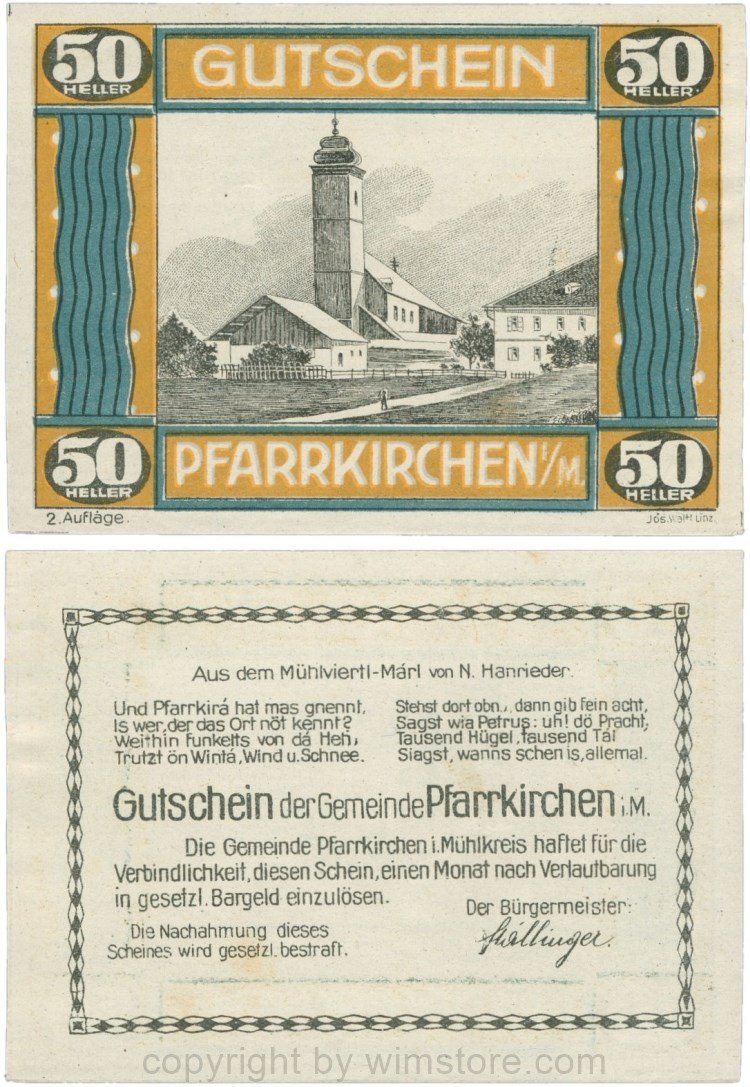 50 HELLER
GUTSCHEIN
50 HELLER
PFARRKIRCHEN i/M.
50 HELLER
50 HELLER
2. Auflage.
Jos. Walt! Linz.
Aus dem Mühlviertl-Márl von N. Hanrieder.
Und Pfarrkirá hat mas gnennt,
Is wer, der das Ort nöt kennt?
Weithin funkelts von dá Heh,
Trutzt ön Wintá, Wind u. Schnee.
Stehst dort obn, dann gib fein acht,
Sagst wia Petrus: uh! dö Pracht,
Tausend Hügel, tausend Tál
Siagst, wanns schen is, allemal.
Gutschein der Gemeinde Pfarrkirchen i.M.
Die Gemeinde Pfarrkirchen i. Mühlkreis haftet für die
Verbindlichkeit, diesen Schein, einen Monat nach Verlautbarung
in gesetzl. Bargeld einzulösen.
Der Bürgermeister:
Die Nachahmung dieses
Scheines wird gesetzl. bestraft.
copyright by wimstore.com